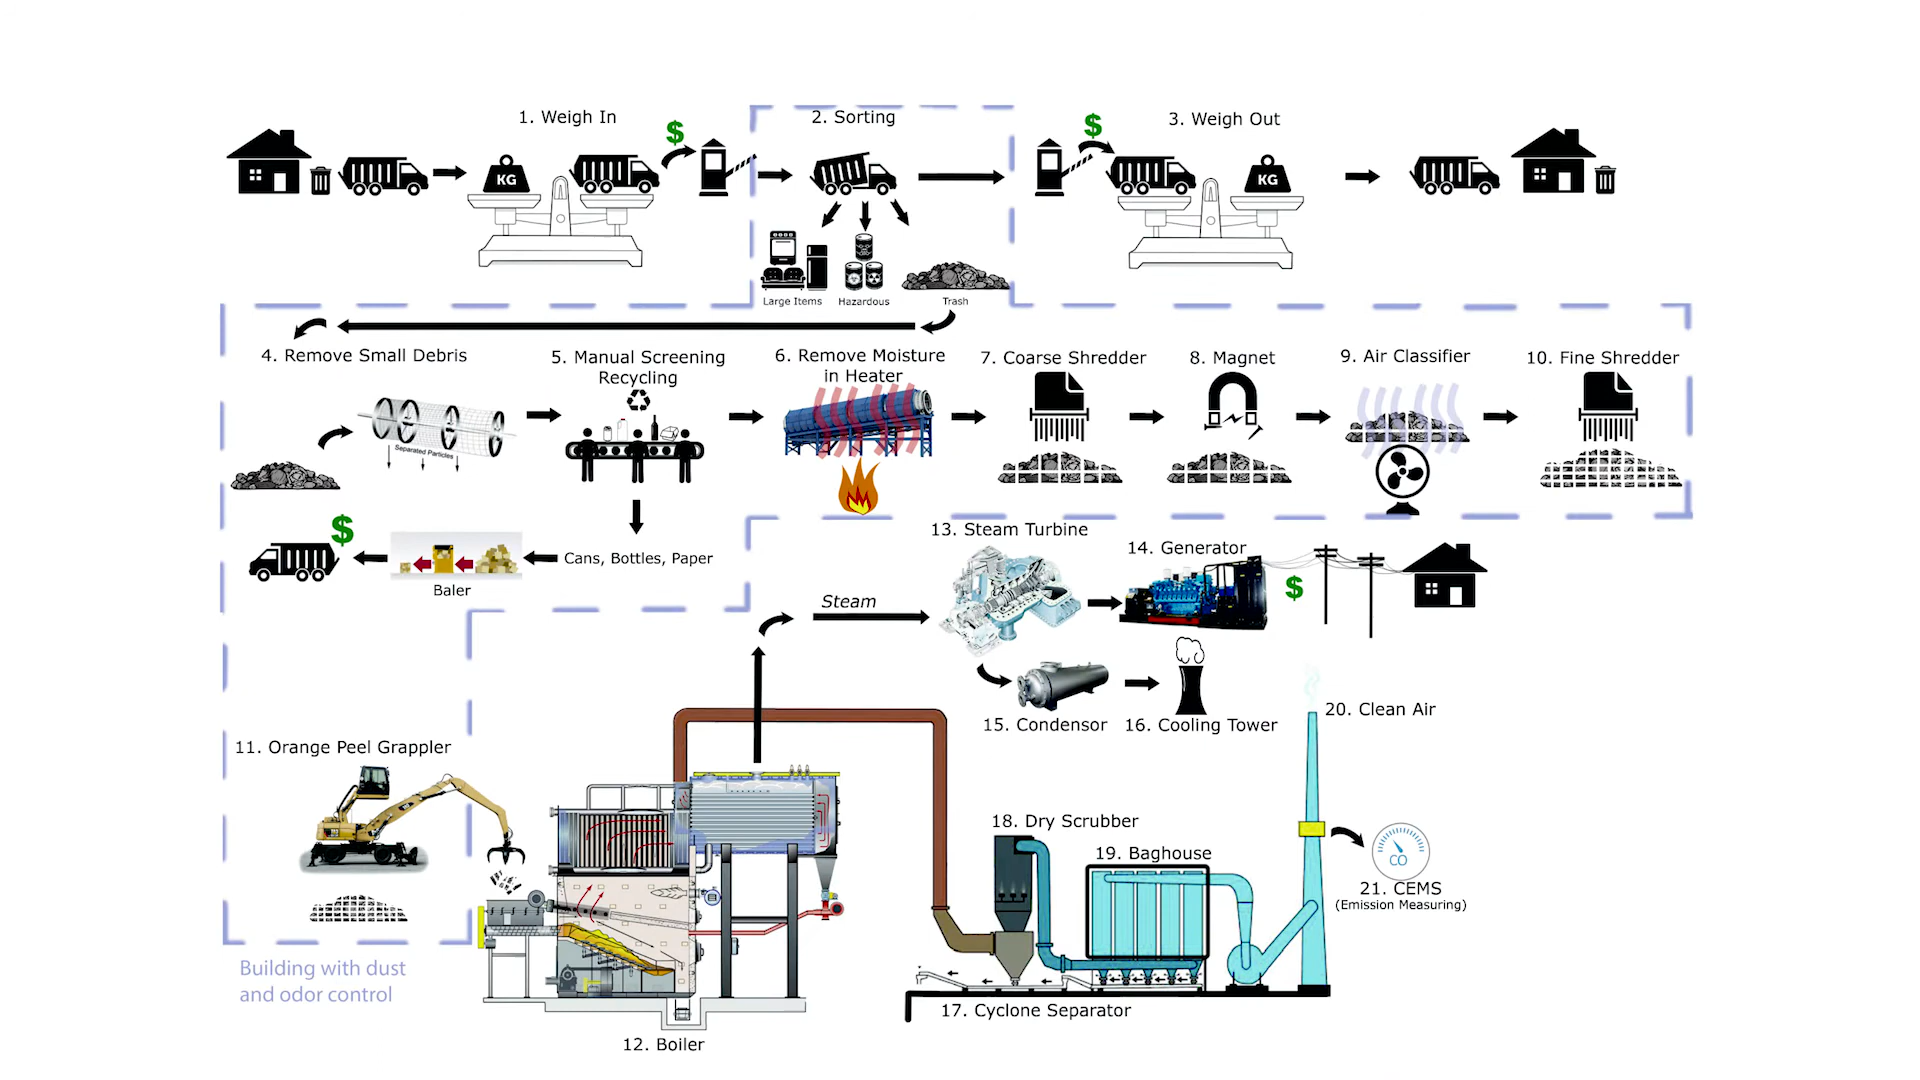 1. Weigh In
$
2. Sorting
$
3. Weigh Out
KG
KG
Large Items
Hazardous
Trash
4. Remove Small Debris
5. Manual Screening
Recycling
6. Remove Moisture
in Heater
7. Coarse Shredder
8. Magnet
9. Air Classifier
10. Fine Shredder
Separated Particles
$
Cans, Bottles, Paper
Baler
13. Steam Turbine
14. Generator
$
Steam
15. Condensor
16. Cooling Tower
11. Orange Peel Grappler
20. Clean Air
18. Dry Scrubber
19. Baghouse
CO
21. CEMS
(Emission Measuring)
Building with dust
and odor control
17. Cyclone Separator
12. Boiler